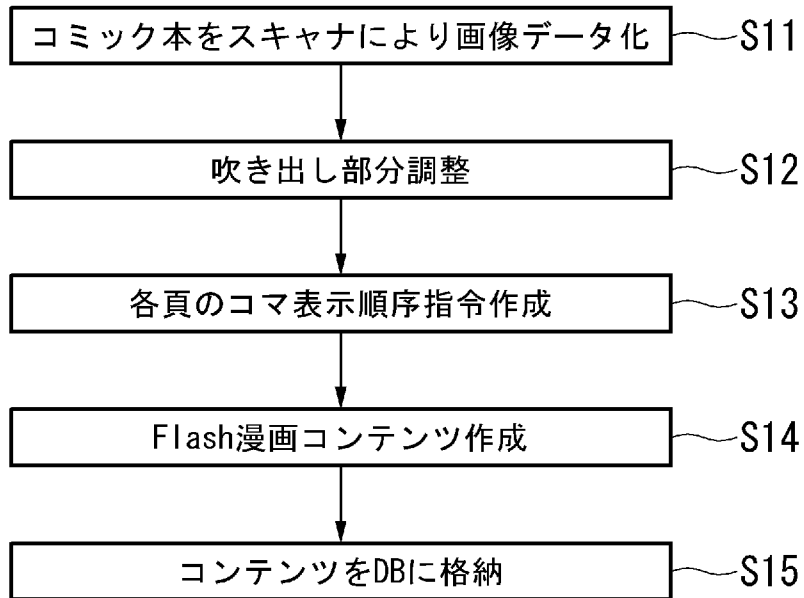 コミック本をスキャナにより画像データ化 S11
吹き出し部分調整 S12
各頁のコマ表示順序指令作成 S13
Flash漫画コンテンツ作成 S14
コンテンツをDBに格納 S15